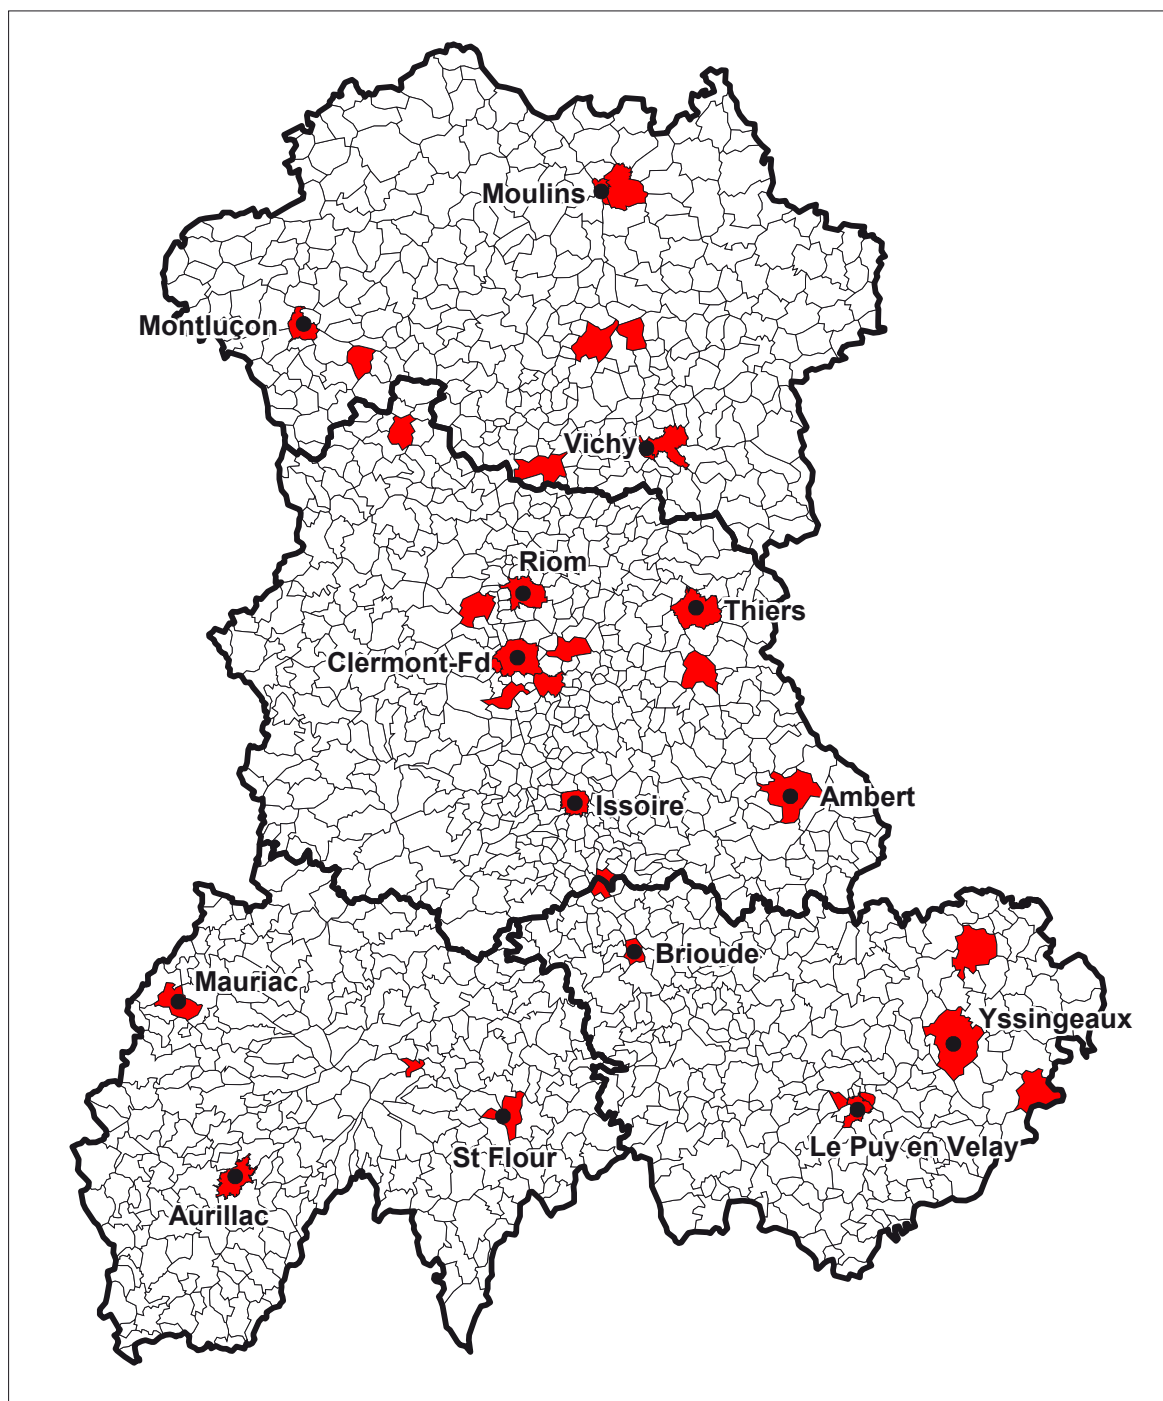 Moulins
Montluçon
Vichy
Riom
Thiers
Clermont-Fd
Ambert
Issoire
Brioude
Mauriac
Yssingeaux
Le Puy en Velay
St Flour
Aurillac